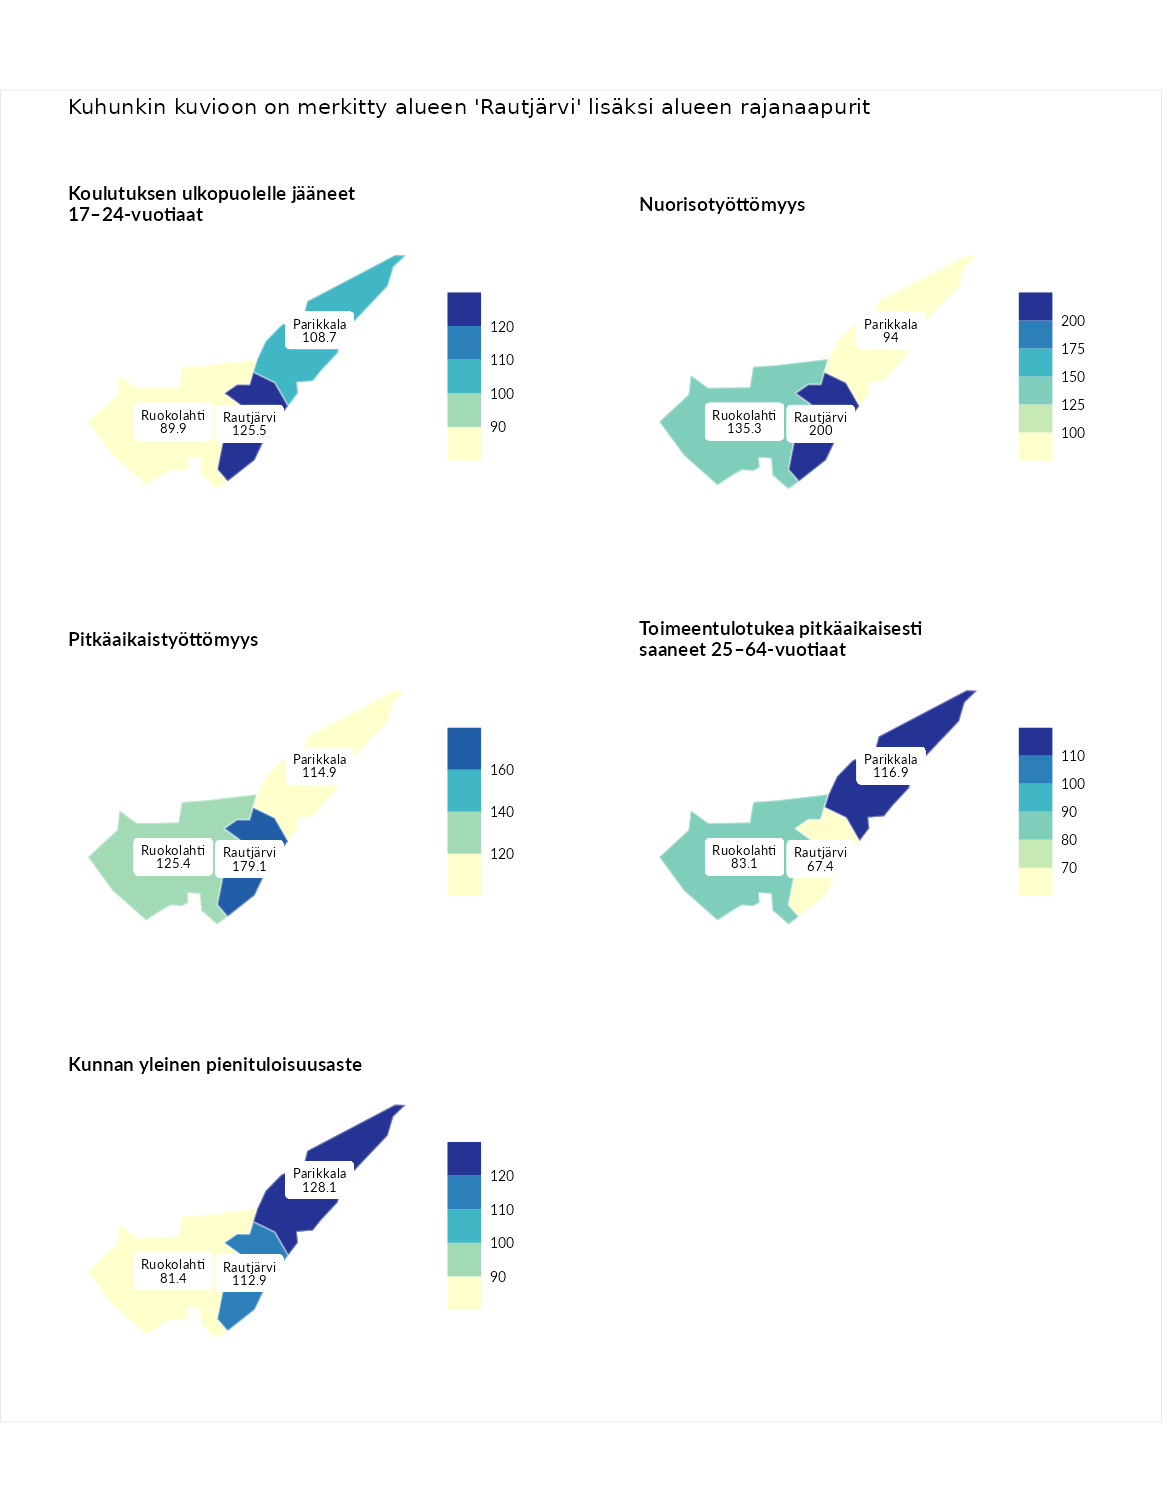 Kuhunkin kuvioon on merkitty alueen 'Rautjärvi' lisäksi alueen rajanaapurit
Koulutuksen ulkopuolelle jääneet
17–24-vuotiaat
Parikkala
108.7
Ruokolahti
89.9
Rautjärvi
125.5
120
110
100
90
Nuorisotyöttömyys
Parikkala
94
Ruokolahti
135.3
Rautjärvi
200
200
175
150
125
100
Pitkäaikaistyöttömyys
Parikkala
114.9
Ruokolahti
125.4
Rautjärvi
179.1
160
140
120
Toimeentulotukea pitkäaikaisesti
saaneet 25–64-vuotiaat
Parikkala
116.9
Ruokolahti
83.1
Rautjärvi
67.4
110
100
90
80
70
Kunnan yleinen pienituloisuusaste
Parikkala
128.1
Ruokolahti
81.4
Rautjärvi
112.9
120
110
100
90